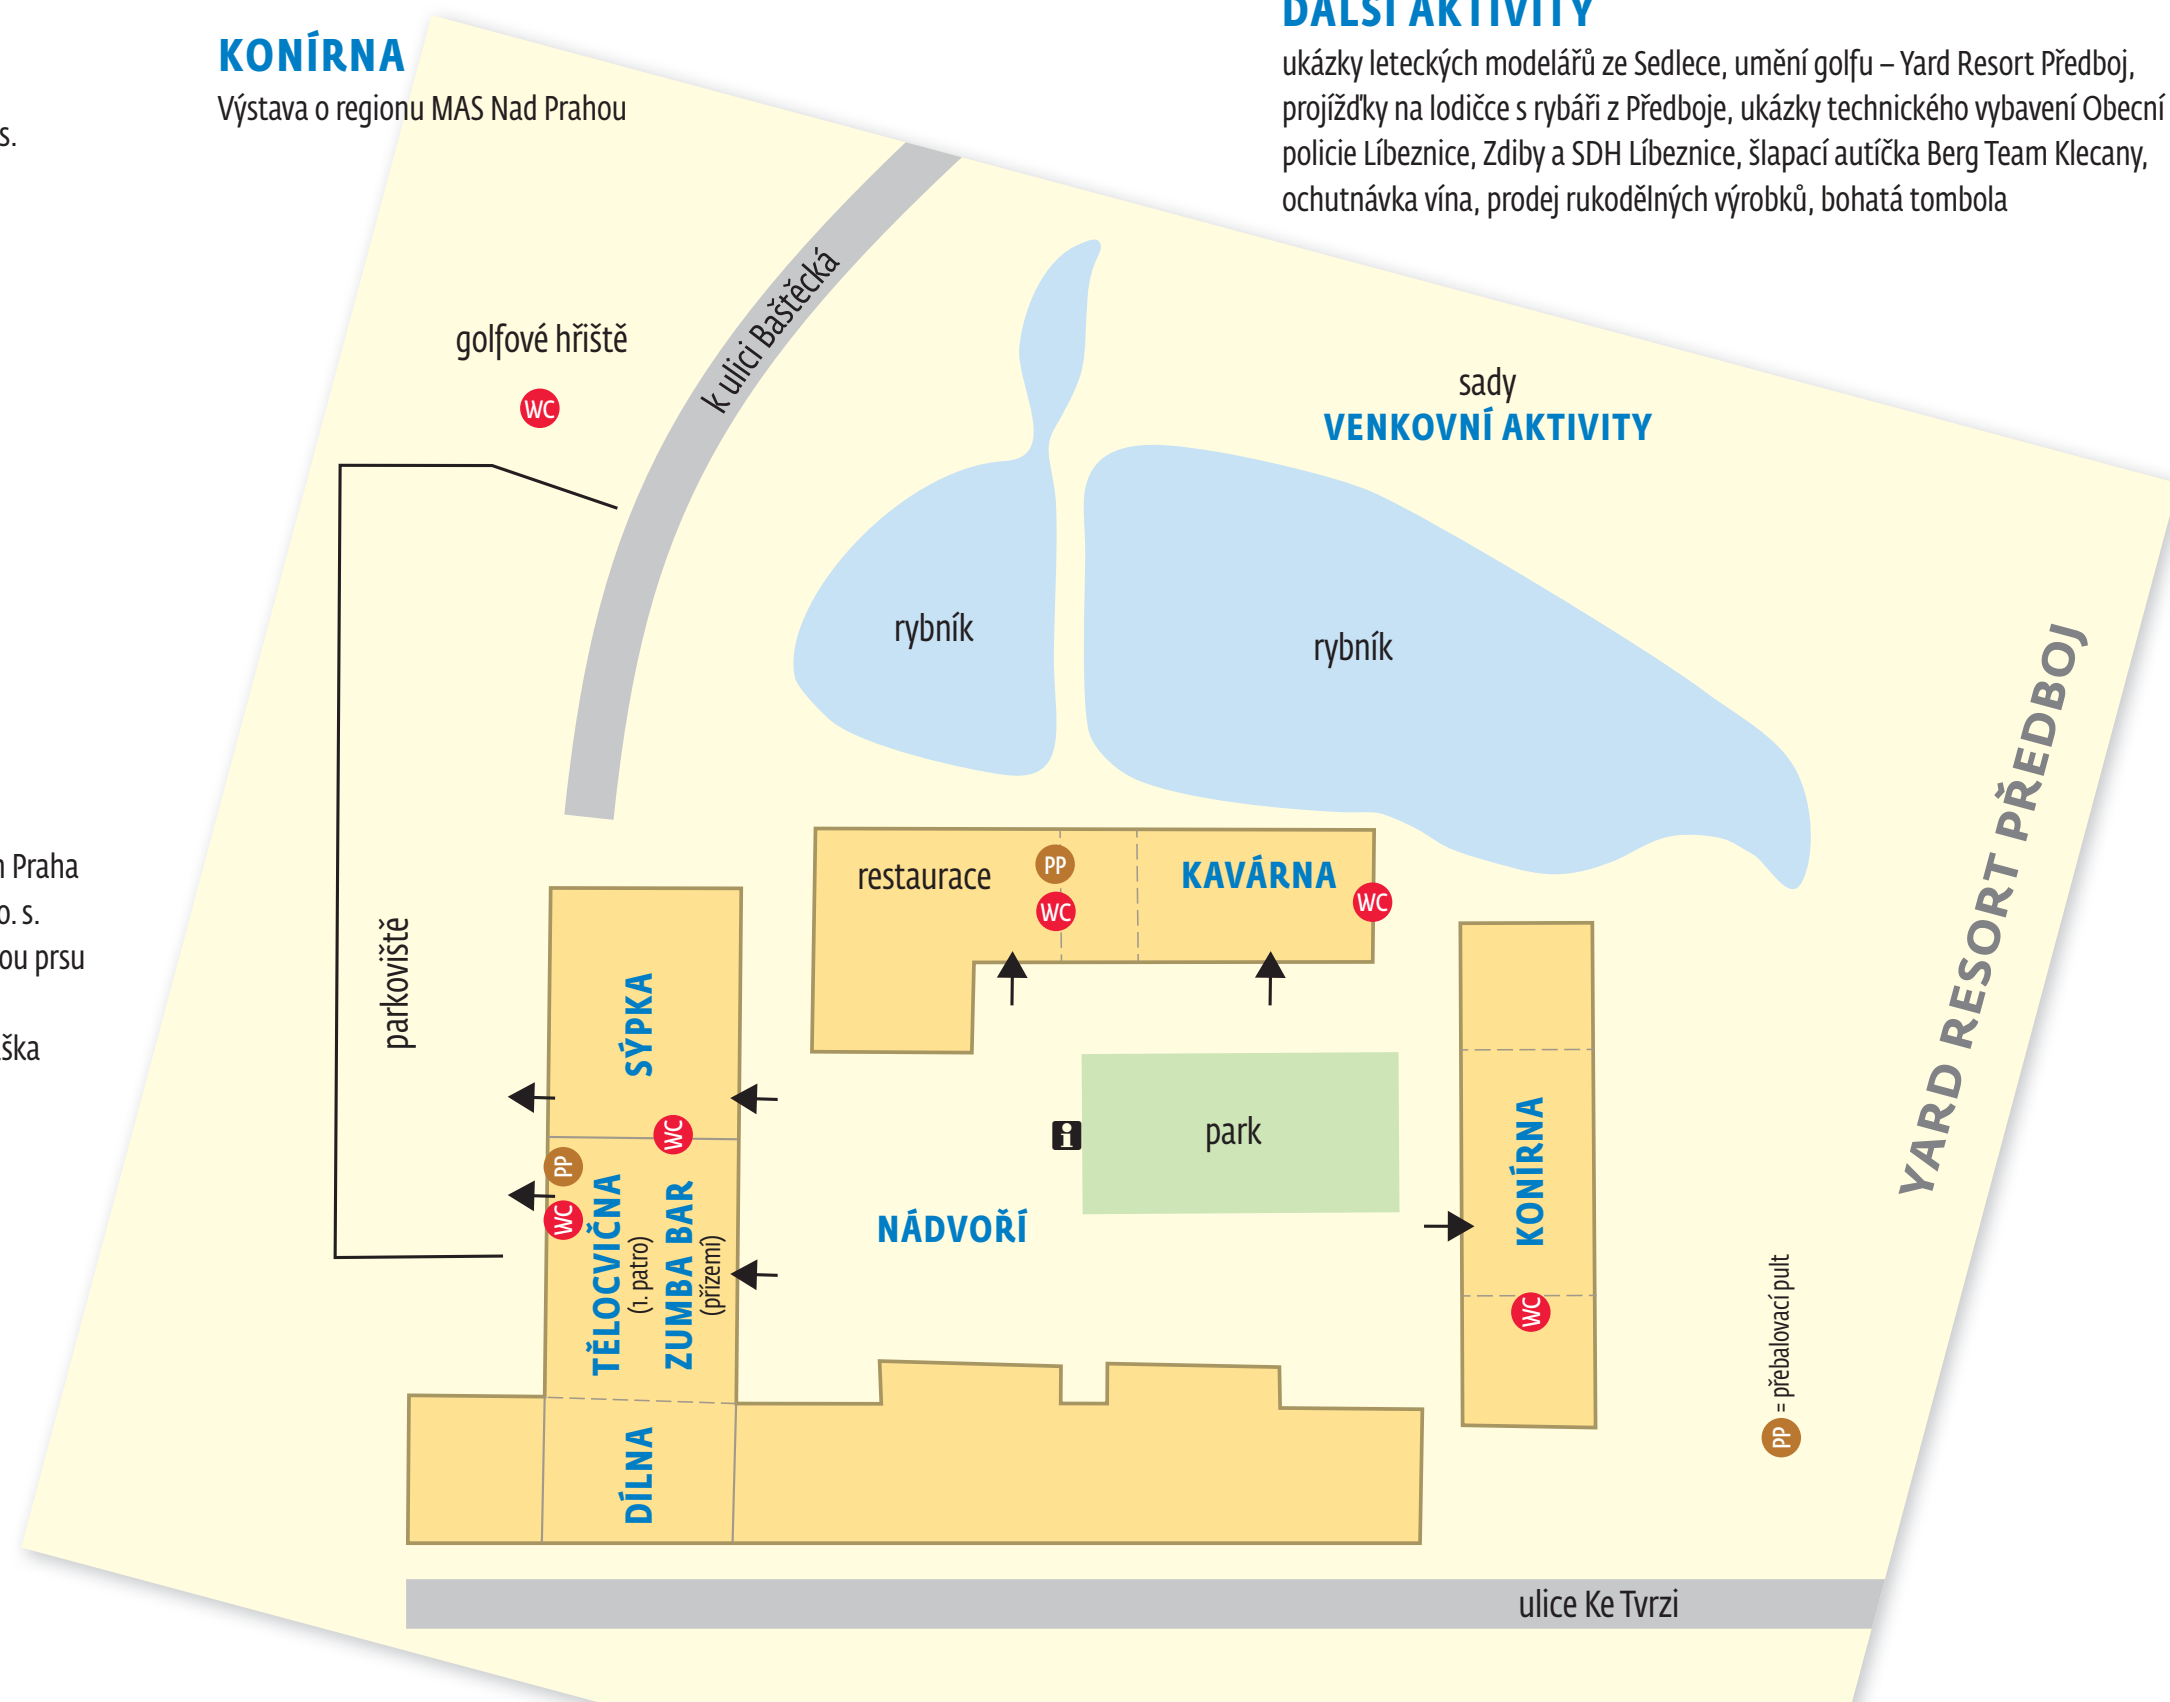 s.
n Praha
o. s.
ou prsu
ška
KONÍRNA
Výstava o regionu MAS Nad Prahou
DALŠÍ AKTIVITY
ukázky leteckých modelářů ze Sedlece, umění golfu – Yard Resort Předboj,
projížďky na lodičce s rybáři z Předboje, ukázky technického vybavení Obecní
policie Líbeznice, Zdiby a SDH Líbeznice, šlapací autíčka Berg Team Klecany,
ochutnávka vína, prodej rukodělných výrobků, bohatá tombola
k ulici Baštěcká
golfové hřiště
WC
sady
VENKOVNÍ AKTIVITY
rybník
rybník
YARD RESORT PŘEDBOJ
restaurace
PP
WC
KAVÁRNA
WC
parkoviště
SÝPKA
WC
PP
WC
TĚLOCVIČNA
(1. patro)
ZUMBA BAR
(přízemí)
i
park
NÁDVOŘÍ
KONÍRNA
WC
DÍLNA
PP = přebalovací pult
ulice Ke Tvrzi